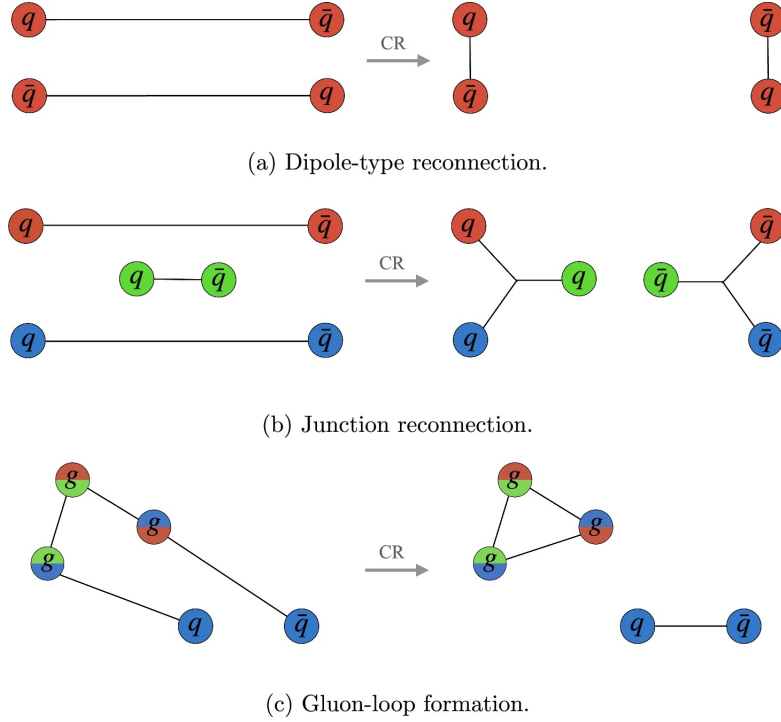 q q̄ q q̄
CR
q̄ q q̄ q
(a) Dipole-type reconnection.
q q̄ q q̄
q q̄ CR q q̄
q q̄ q q̄
(b) Junction reconnection.
g g
g g
CR
g g
q q̄ q q̄
(c) Gluon-loop formation.